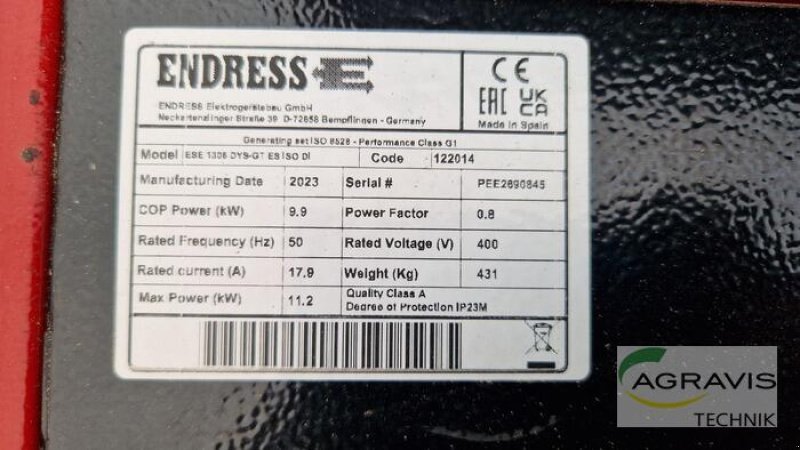 ENDRESS E
CE
EAC UK CA
Made in Spain
ENDRESS Elektrogerätebau GmbH
Neckartenzlinger Straße 39 D-72658 Bempflingen - Germany
Generating set ISO 8528 - Performance Class G1
Model ESE 1306 DYS-GT ES ISO DI Code 122014
Manufacturing Date 2023 Serial # PEE2690845
COP Power (kW) 9.9 Power Factor 0.8
Rated Frequency (Hz) 50 Rated Voltage (V) 400
Rated current (A) 17.9 Weight (Kg) 431
Max Power (kW) 11.2 Quality Class A
Degree of Protection IP23M
AGRAVIS
TECHNIK